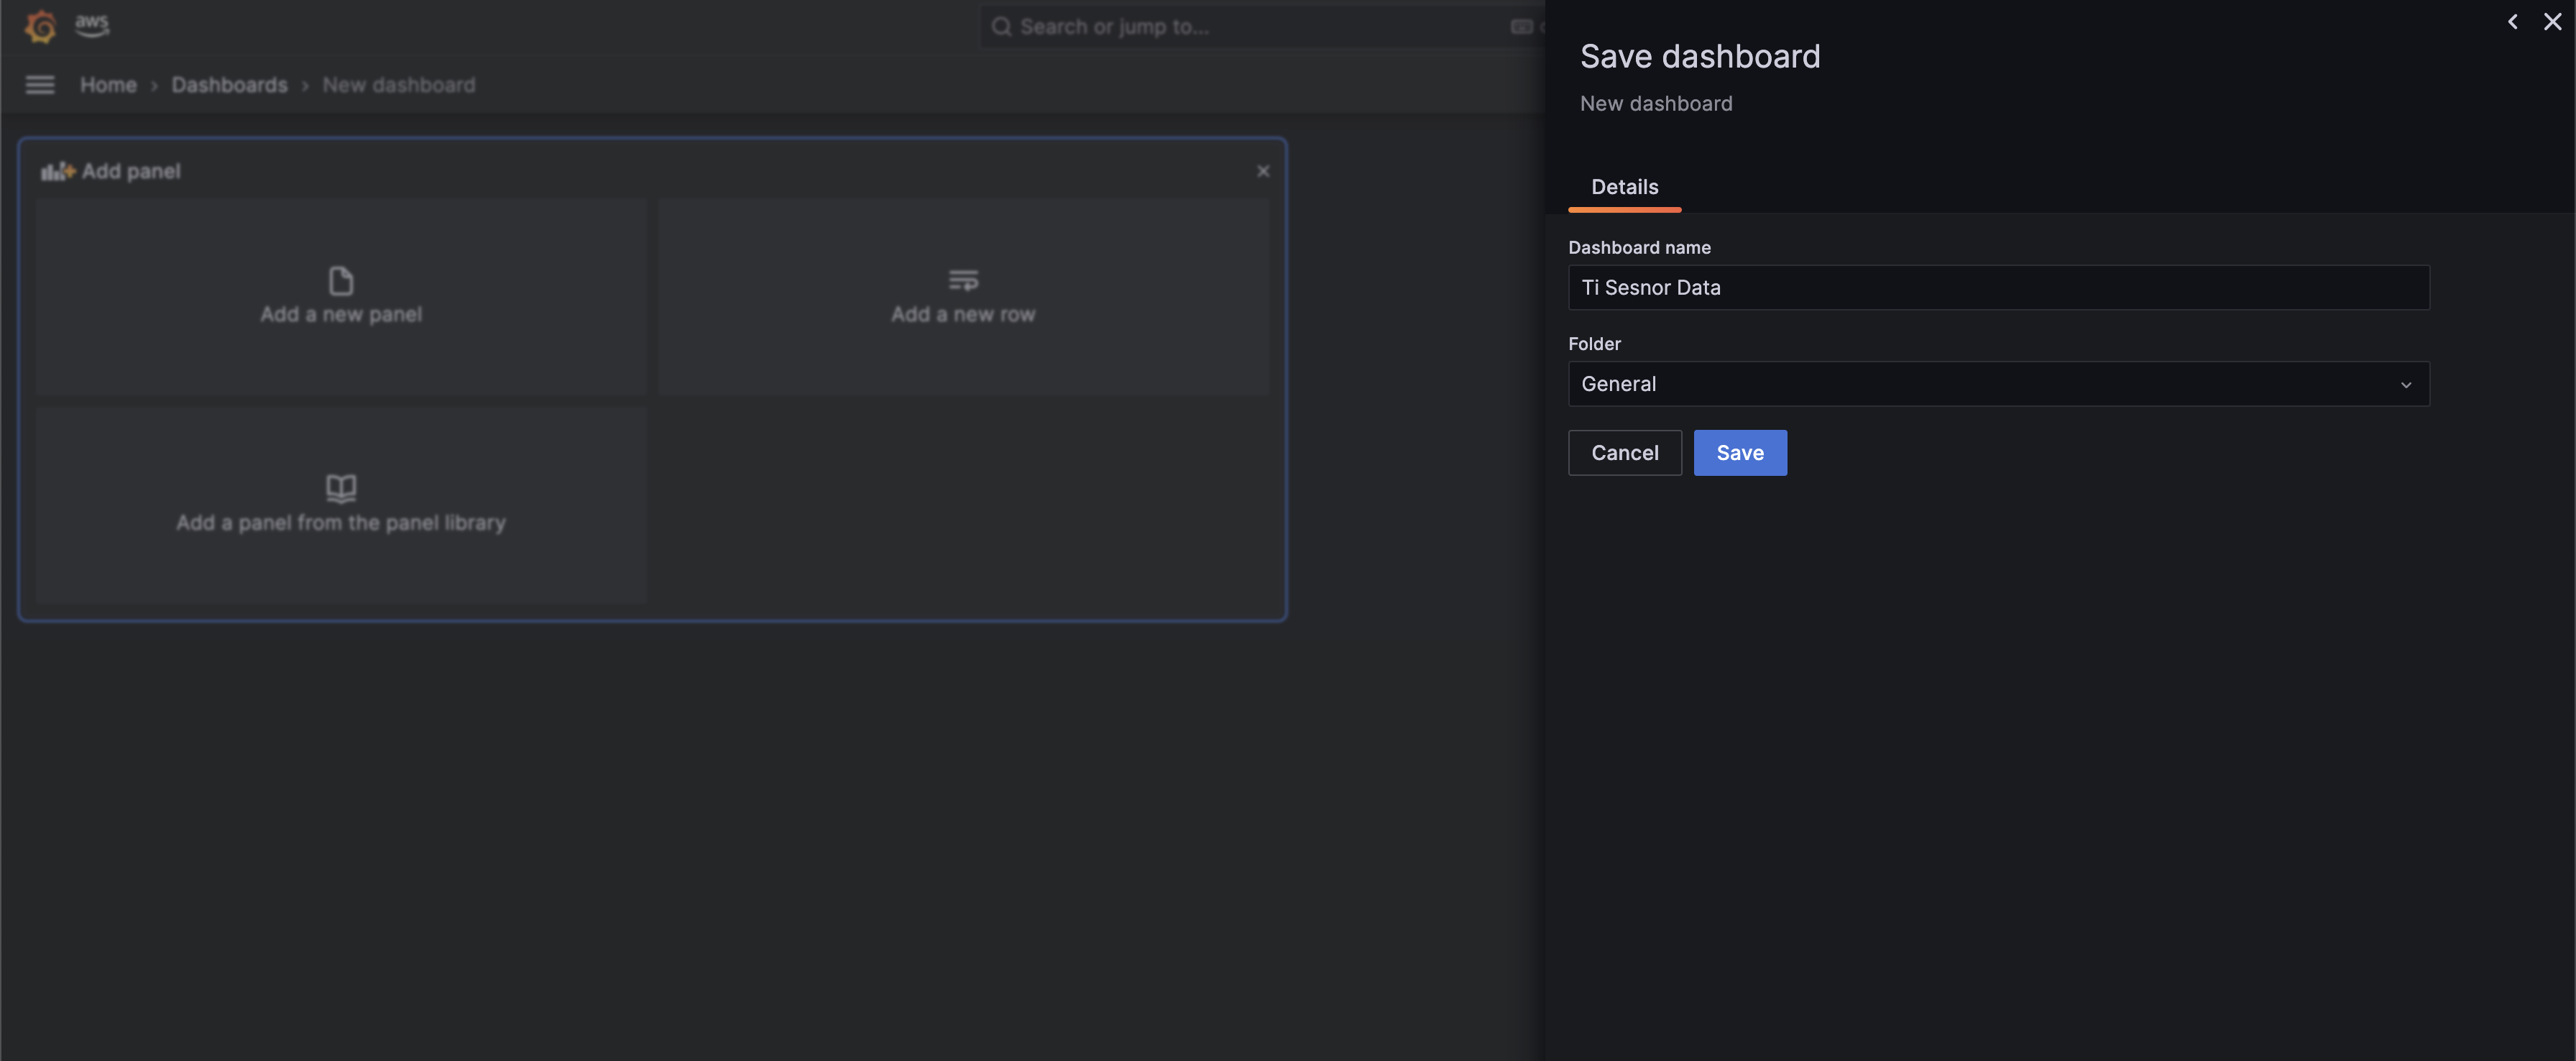 aws
Search or jump to...
Home › Dashboards › New dashboard
Add panel
Add a new panel
Add a new row
Add a panel from the panel library
Save dashboard
New dashboard
Details
Dashboard name
Ti Sesnor Data
Folder
General
Cancel
Save